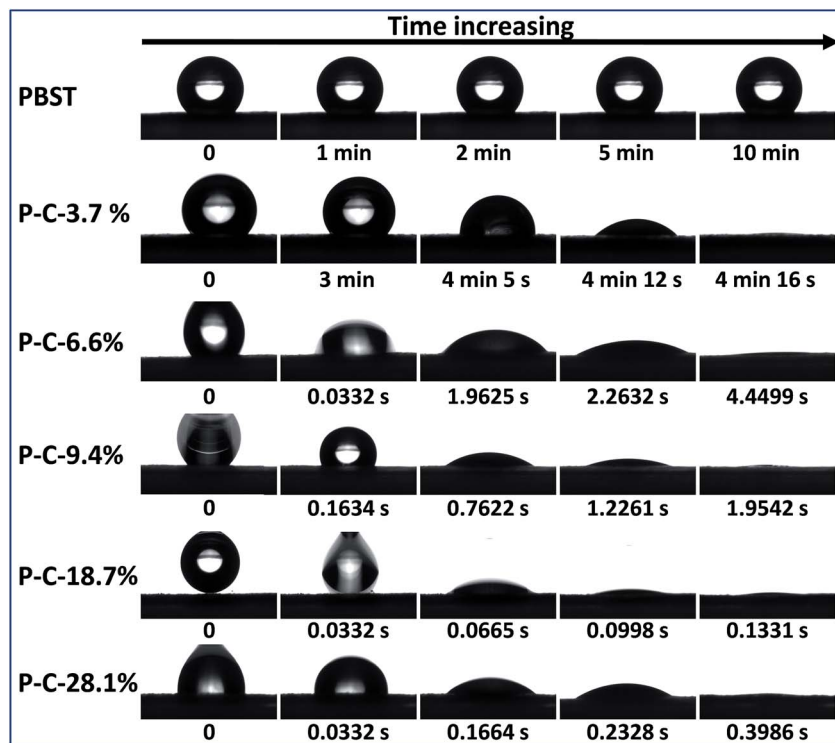 Time increasing
PBST
0 1 min 2 min 5 min 10 min
P-C-3.7 %
0 3 min 4 min 5 s 4 min 12 s 4 min 16 s
P-C-6.6%
0 0.0332 s 1.9625 s 2.2632 s 4.4499 s
P-C-9.4%
0 0.1634 s 0.7622 s 1.2261 s 1.9542 s
P-C-18.7%
0 0.0332 s 0.0665 s 0.0998 s 0.1331 s
P-C-28.1%
0 0.0332 s 0.1664 s 0.2328 s 0.3986 s